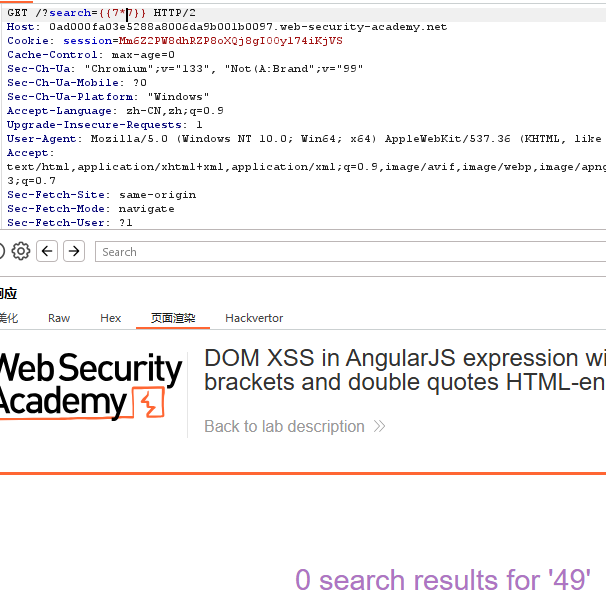 GET /?search={{7*7}} HTTP/2
Host: 0ad000fa03e5288a8006da9b001b0097.web-security-academy.net
Cookie: session=Mm6Z2PW8dhRZP8oXQj8gI00yl74iKjVS
Cache-Control: max-age=0
Sec-Ch-Ua: "Chromium";v="133", "Not(A:Brand";v="99"
Sec-Ch-Ua-Mobile: ?0
Sec-Ch-Ua-Platform: "Windows"
Accept-Language: zh-CN,zh;q=0.9
Upgrade-Insecure-Requests: 1
User-Agent: Mozilla/5.0 (Windows NT 10.0; Win64; x64) AppleWebKit/537.36 (KHTML, like
Accept:
text/html,application/xhtml+xml,application/xml;q=0.9,image/avif,image/webp,image/apng
3;q=0.7
Sec-Fetch-Site: same-origin
Sec-Fetch-Mode: navigate
Sec-Fetch-User: ?1
Search
响应
美化 Raw Hex 页面渲染 Hackvertor
Web Security
Academy
DOM XSS in AngularJS expression wi
brackets and double quotes HTML-en
Back to lab description
0 search results for '49'